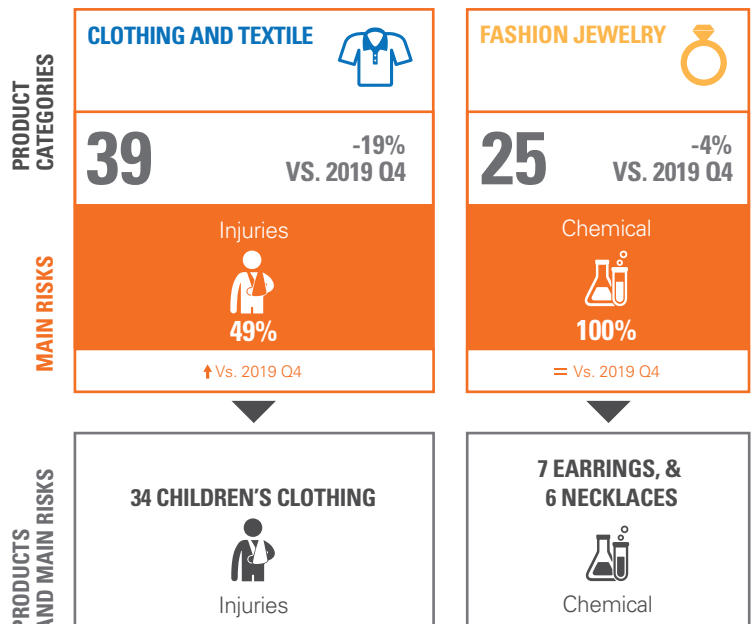 PRODUCT
CATEGORIES
CLOTHING AND TEXTILE
39
-19%
VS. 2019 Q4
FASHION JEWELRY
25
-4%
VS. 2019 Q4
MAIN RISKS
Injuries
49%
Vs. 2019 Q4
Chemical
100%
= Vs. 2019 Q4
PRODUCTS
AND MAIN RISKS
34 CHILDREN'S CLOTHING
Injuries
7 EARRINGS, &
6 NECKLACES
Chemical